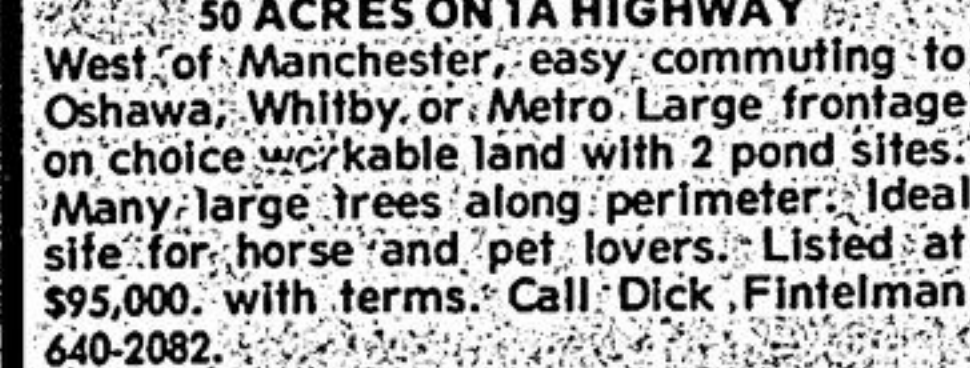 50 ACRES ON 1A HIGHWAY
West of Manchester, easy commuting to
Oshawa, Whitby or Metro. Large frontage
on choice workable land with 2 pond sites.
Many large trees along perimeter. Ideal
site for horse and pet lovers. Listed at
$95,000. with terms. Call Dick Fintelman
640-2082.